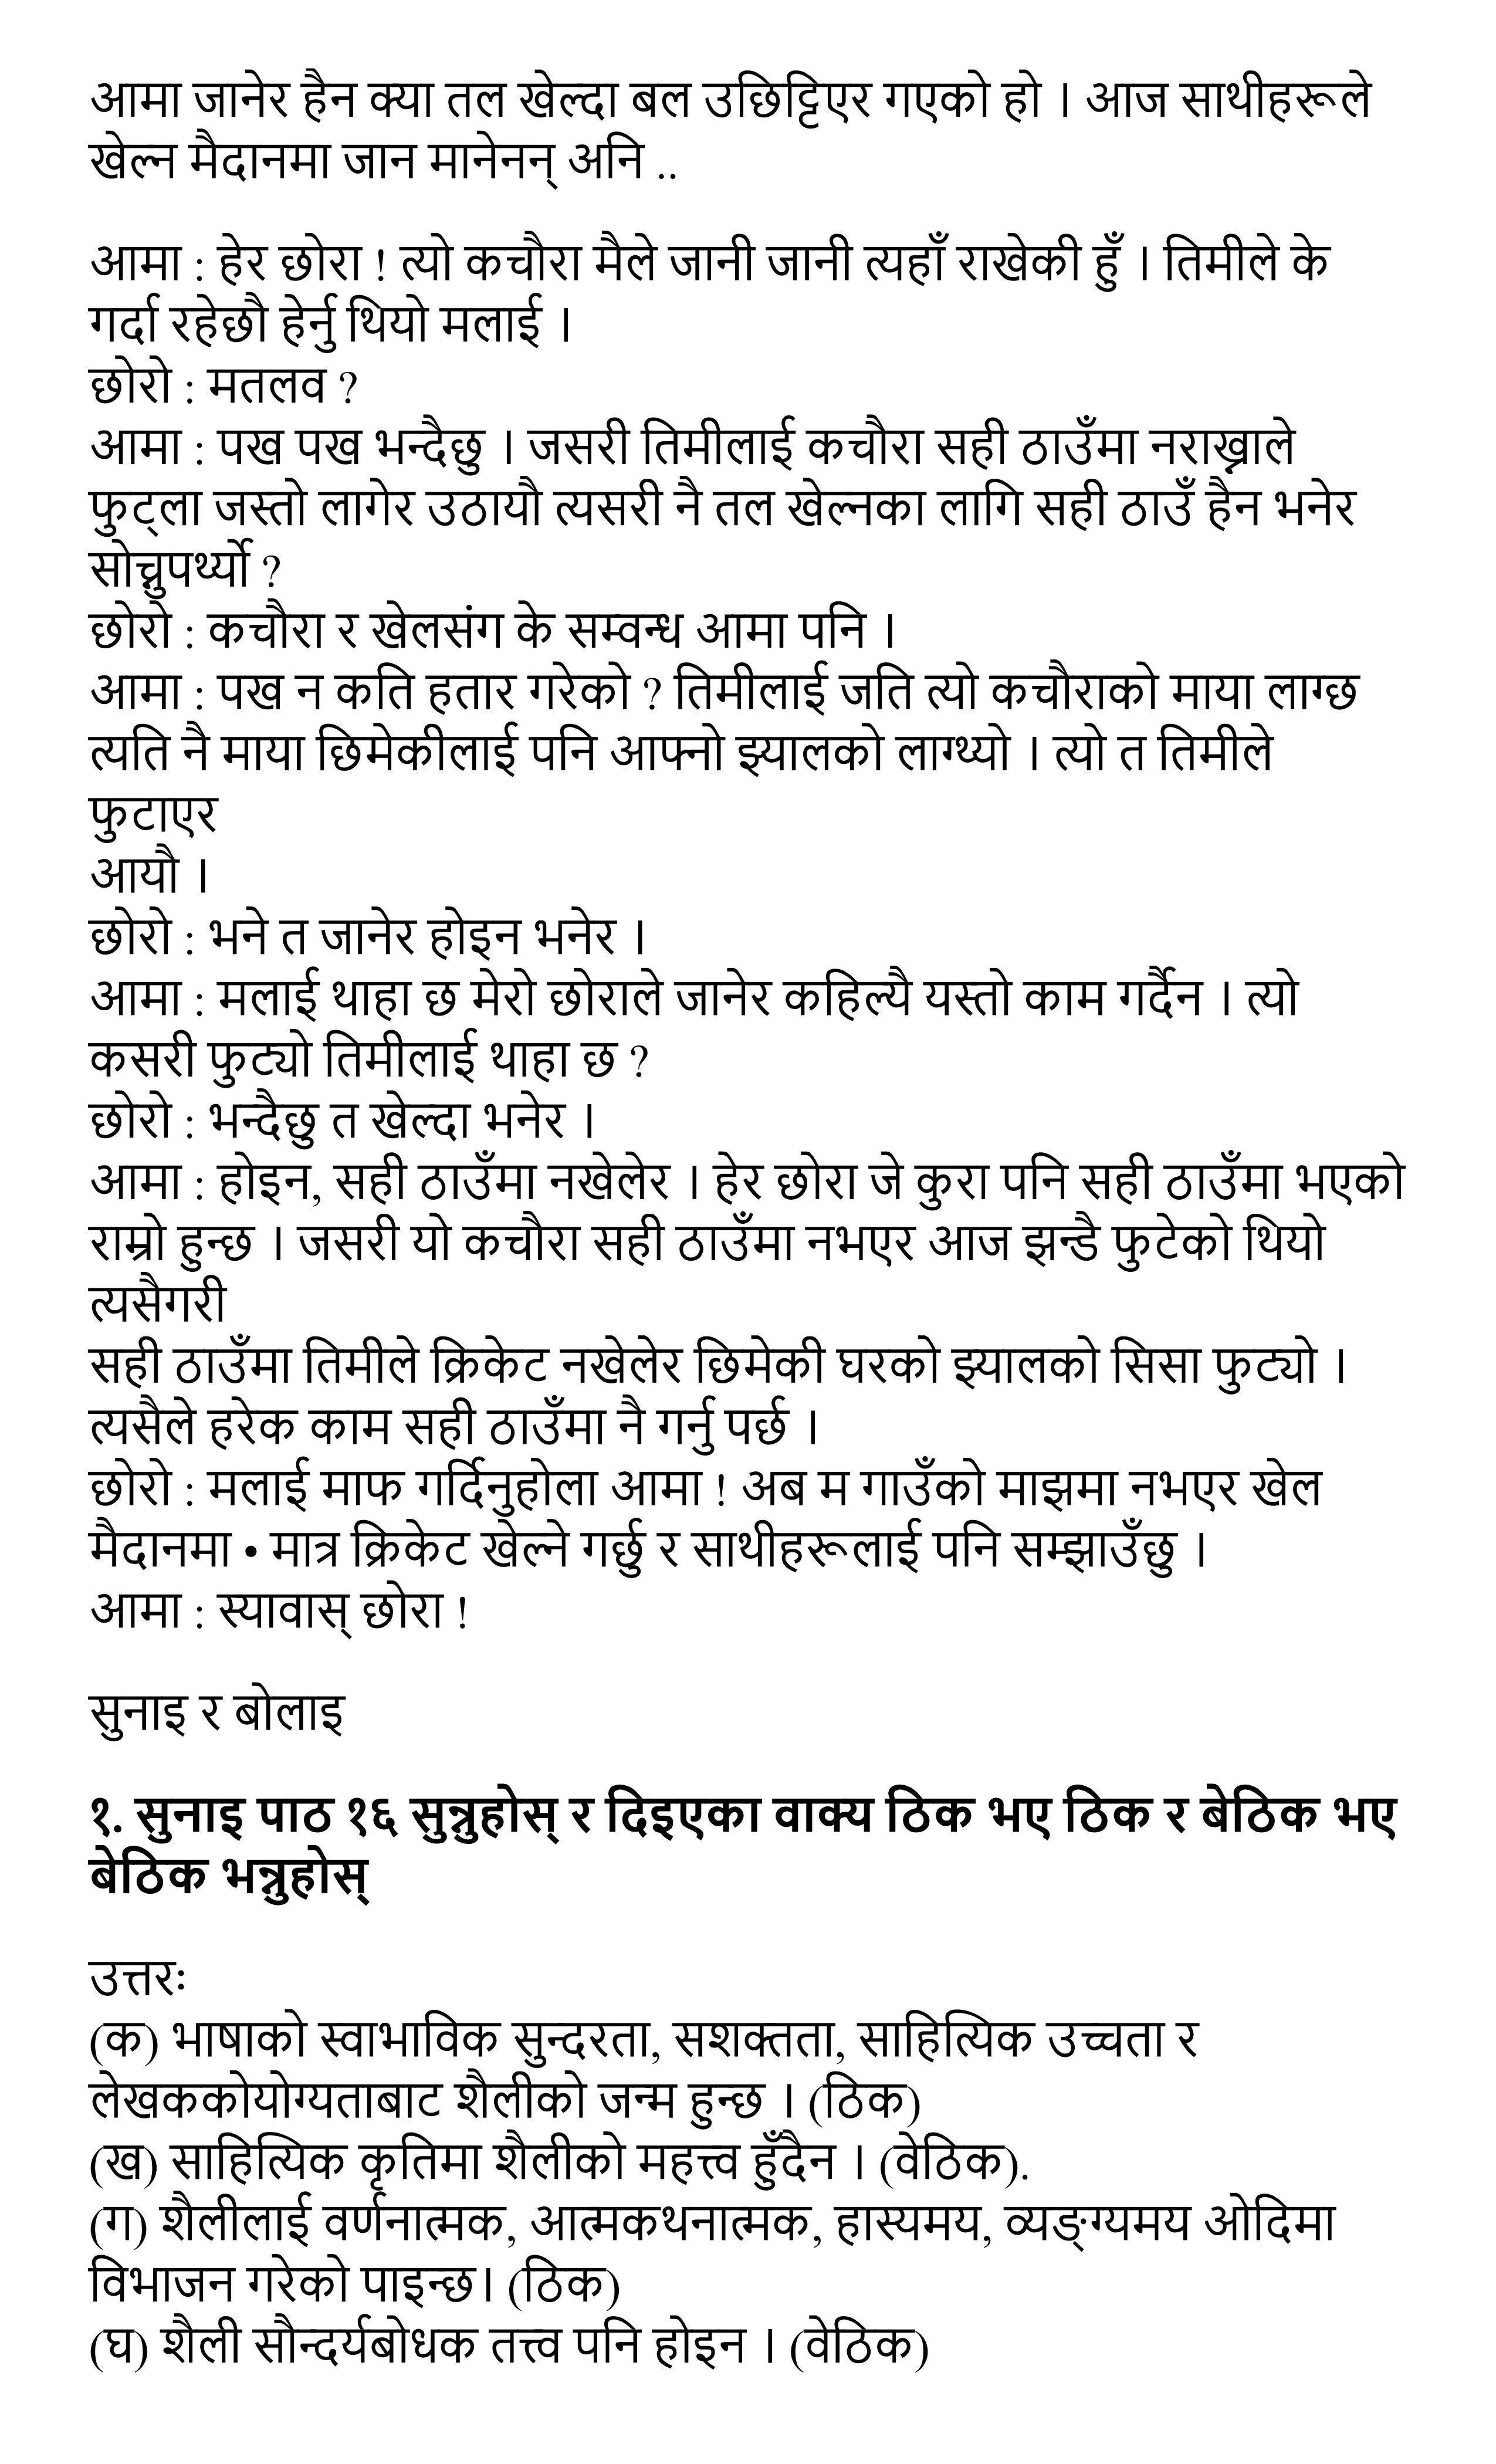 आमा जानेर हैन क्या तल खेल्दा बल उछिट्टिएर गएको हो । आज साथीहरूले
खेल्न मैदानमा जान मानेनन् अनि ..
आमा : हेर छोरा ! त्यो कचौरा मैले जानी जानी त्यहाँ राखेकी हुँ । तिमीले के
गर्दा रहेछौ हेर्नु थियो मलाई ।
छोरो : मतलव ?
आमा : पख पख भन्दैछु । जसरी तिमीलाई कचौरा सही ठाउँमा नराख्नाले
फुट्ला जस्तो लागेर उठायौ त्यसरी नै तल खेल्नका लागि सही ठाउँ हैन भनेर
सोच्नुपर्थ्यो ?
छोरो : कचौरा र खेलसंग के सम्वन्ध आमा पनि ।
आमा : पख न कति हतार गरेको ? तिमीलाई जति त्यो कचौराको माया लाग्छ
त्यति नै माया छिमेकीलाई पनि आफ्नो झ्यालको लाग्थ्यो । त्यो त तिमीले
फुटाएर
आयौ ।
छोरो : भने त जानेर होइन भनेर ।
आमा : मलाई थाहा छ मेरो छोराले जानेर कहिल्यै यस्तो काम गर्दैन । त्यो
कसरी फुट्यो तिमीलाई थाहा छ ?
छोरो : भन्दैछु त खेल्दा भनेर ।
आमा : होइन, सही ठाउँमा नखेलेर । हेर छोरा जे कुरा पनि सही ठाउँमा भएको
राम्रो हुन्छ । जसरी यो कचौरा सही ठाउँमा नभएर आज झन्डै फुटेको थियो
त्यसैगरी
सही ठाउँमा तिमीले क्रिकेट नखेलेर छिमेकी घरको झ्यालको सिसा फुट्यो ।
त्यसैले हरेक काम सही ठाउँमा नै गर्नु पर्छ ।
छोरो : मलाई माफ गर्दिनुहोला आमा ! अब म गाउँको माझमा नभएर खेल
मैदानमा • मात्र क्रिकेट खेल्ने गर्छु र साथीहरूलाई पनि सम्झाउँछु ।
आमा : स्यावास् छोरा !
सुनाइ र बोलाइ
१. सुनाइ पाठ १६ सुन्नुहोस् र दिइएका वाक्य ठिक भए ठिक र बेठिक भए
बेठिक भन्नुहोस्
उत्तरः
(क) भाषाको स्वाभाविक सुन्दरता, सशक्तता, साहित्यिक उच्चता र
लेखककोयोग्यताबाट शैलीको जन्म हुन्छ । (ठिक)
(ख) साहित्यिक कृतिमा शैलीको महत्त्व हुँदैन । (वेठिक).
(ग) शैलीलाई वर्णनात्मक, आत्मकथनात्मक, हास्यमय, व्यङ्ग्यमय ओदिमा
विभाजन गरेको पाइन्छ। (ठिक)
(घ) शैली सौन्दर्यबोधक तत्त्व पनि होइन । (वेठिक)